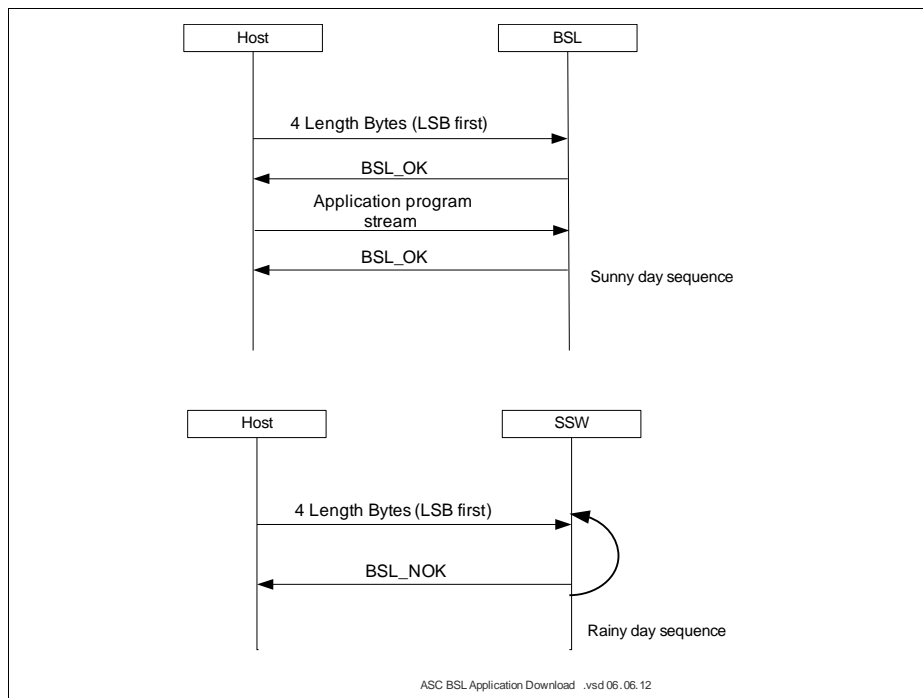 Host
BSL
4 Length Bytes (LSB first)
BSL_OK
Application program
stream
BSL_OK
Sunny day sequence
Host
SSW
4 Length Bytes (LSB first)
BSL_NOK
Rainy day sequence
ASC BSL Application Download .vsd 06.06.12